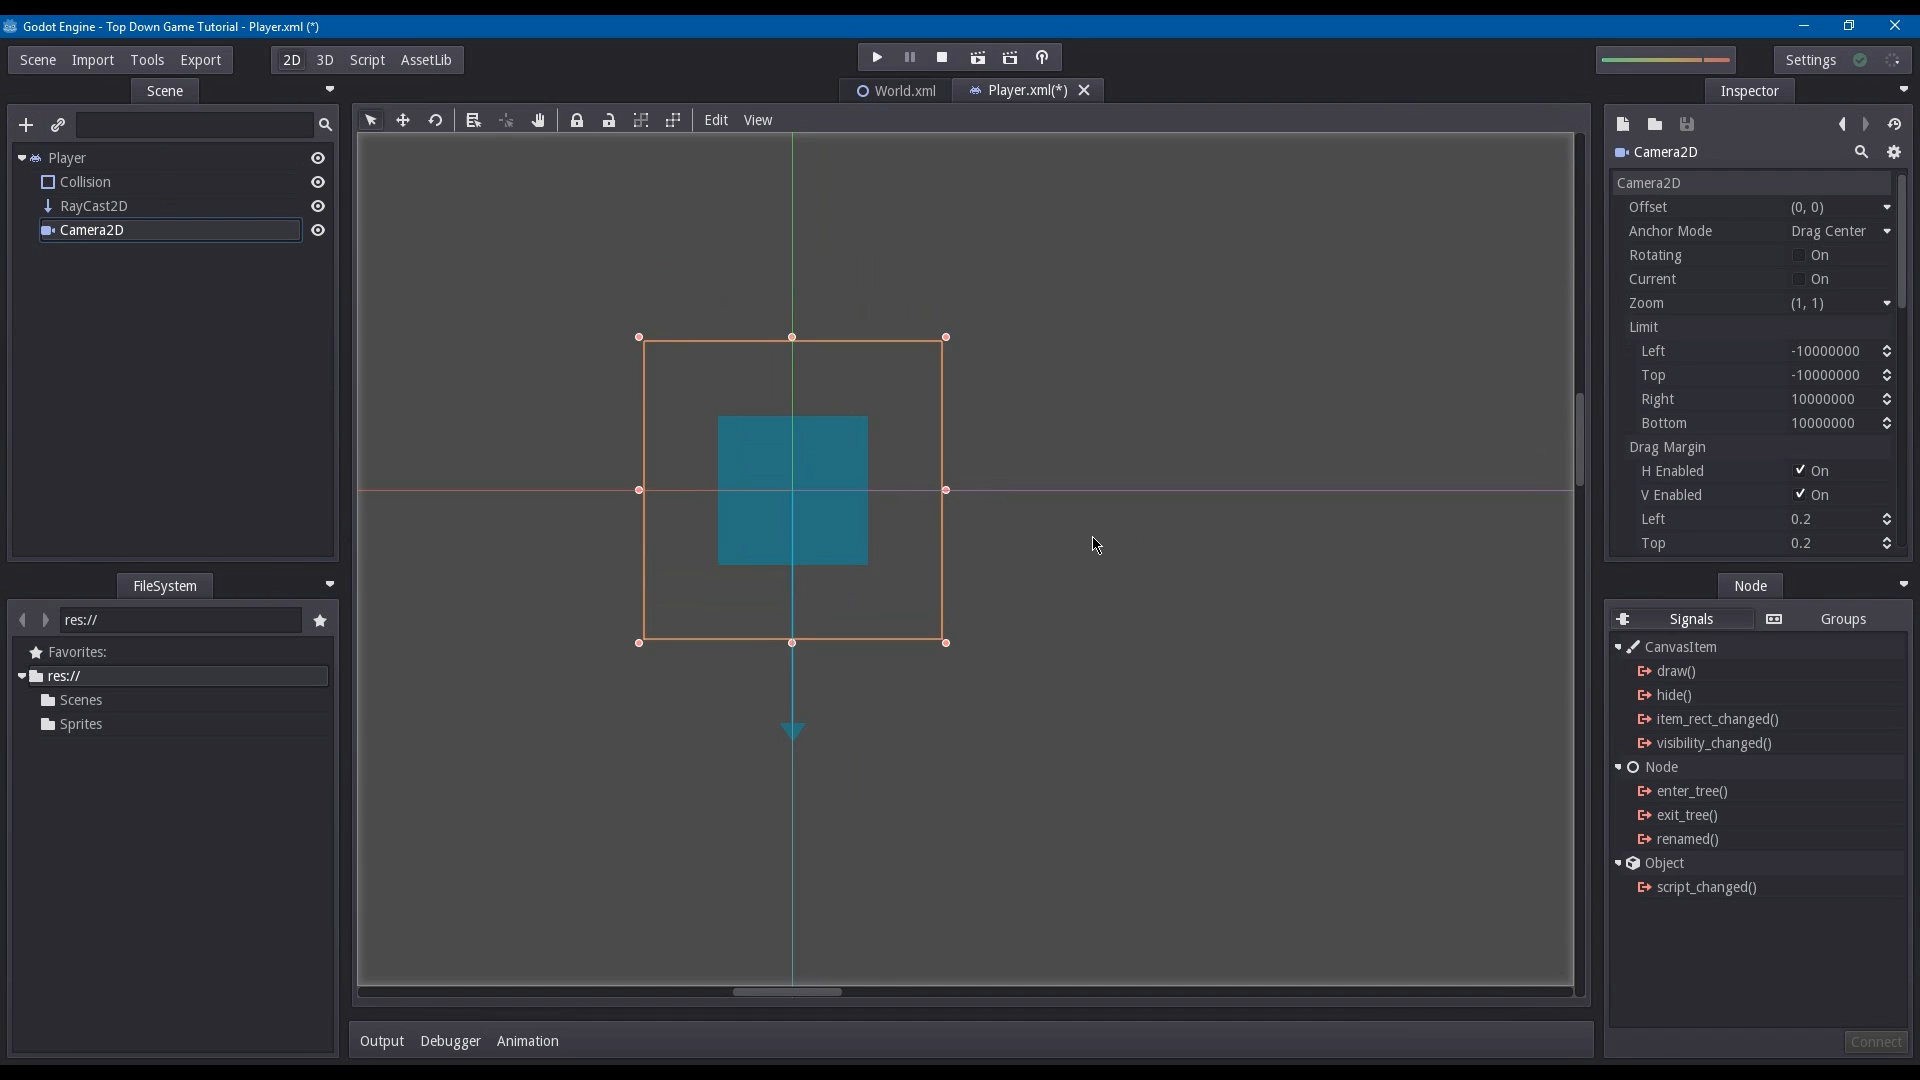 Godot Engine - Top Down Game Tutorial - Player.xml (*)
Scene Import Tools Export 2D 3D Script AssetLib Settings
Scene
World.xml Player.xml(*)
Inspector
Edit View
Player
Collision
RayCast2D
Camera2D
FileSystem
res://
Favorites:
res://
Scenes
Sprites
Output Debugger Animation
Camera2D
Camera2D
Offset (0, 0)
Anchor Mode Drag Center
Rotating On
Current On
Zoom (1, 1)
Limit
Left -10000000
Top -10000000
Right 10000000
Bottom 10000000
Drag Margin
H Enabled On
V Enabled On
Left 0.2
Top 0.2
Node
Signals Groups
CanvasItem
draw()
hide()
item_rect_changed()
visibility_changed()
Node
enter_tree()
exit_tree()
renamed()
Object
script_changed()
Connect